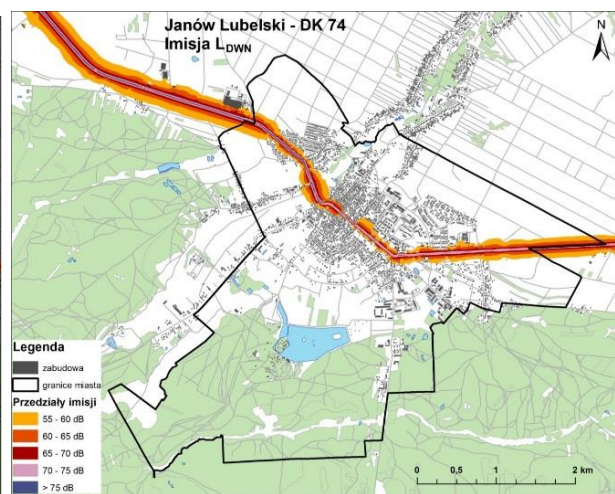 Janów Lubelski - DK 74
Imisja LDWN
N
Legenda
zabudowa
granice miasta
Przedziały imisji
55 - 60 dB
60 - 65 dB
65 - 70 dB
70 - 75 dB
> 75 dB
0 0,5 1 2 km